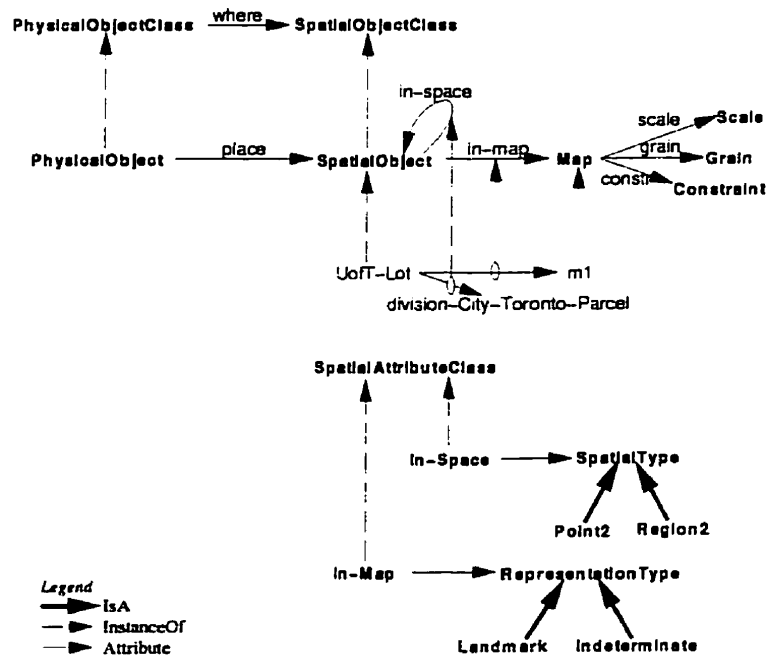 PhysicalObjectClass where SpatialObjectClass
in-space
scale Scale
PhysicalObject place SpatialObject in-map Map grain Grain
constr Constraint
UofT-Lot m1
division-City-Toronto-Parcel
SpatialAttributeClass
In-Space SpatialType
Point2 Region2
In-Map RepresentationType
Legend
IsA
InstanceOf
Attribute
Landmark Indeterminate